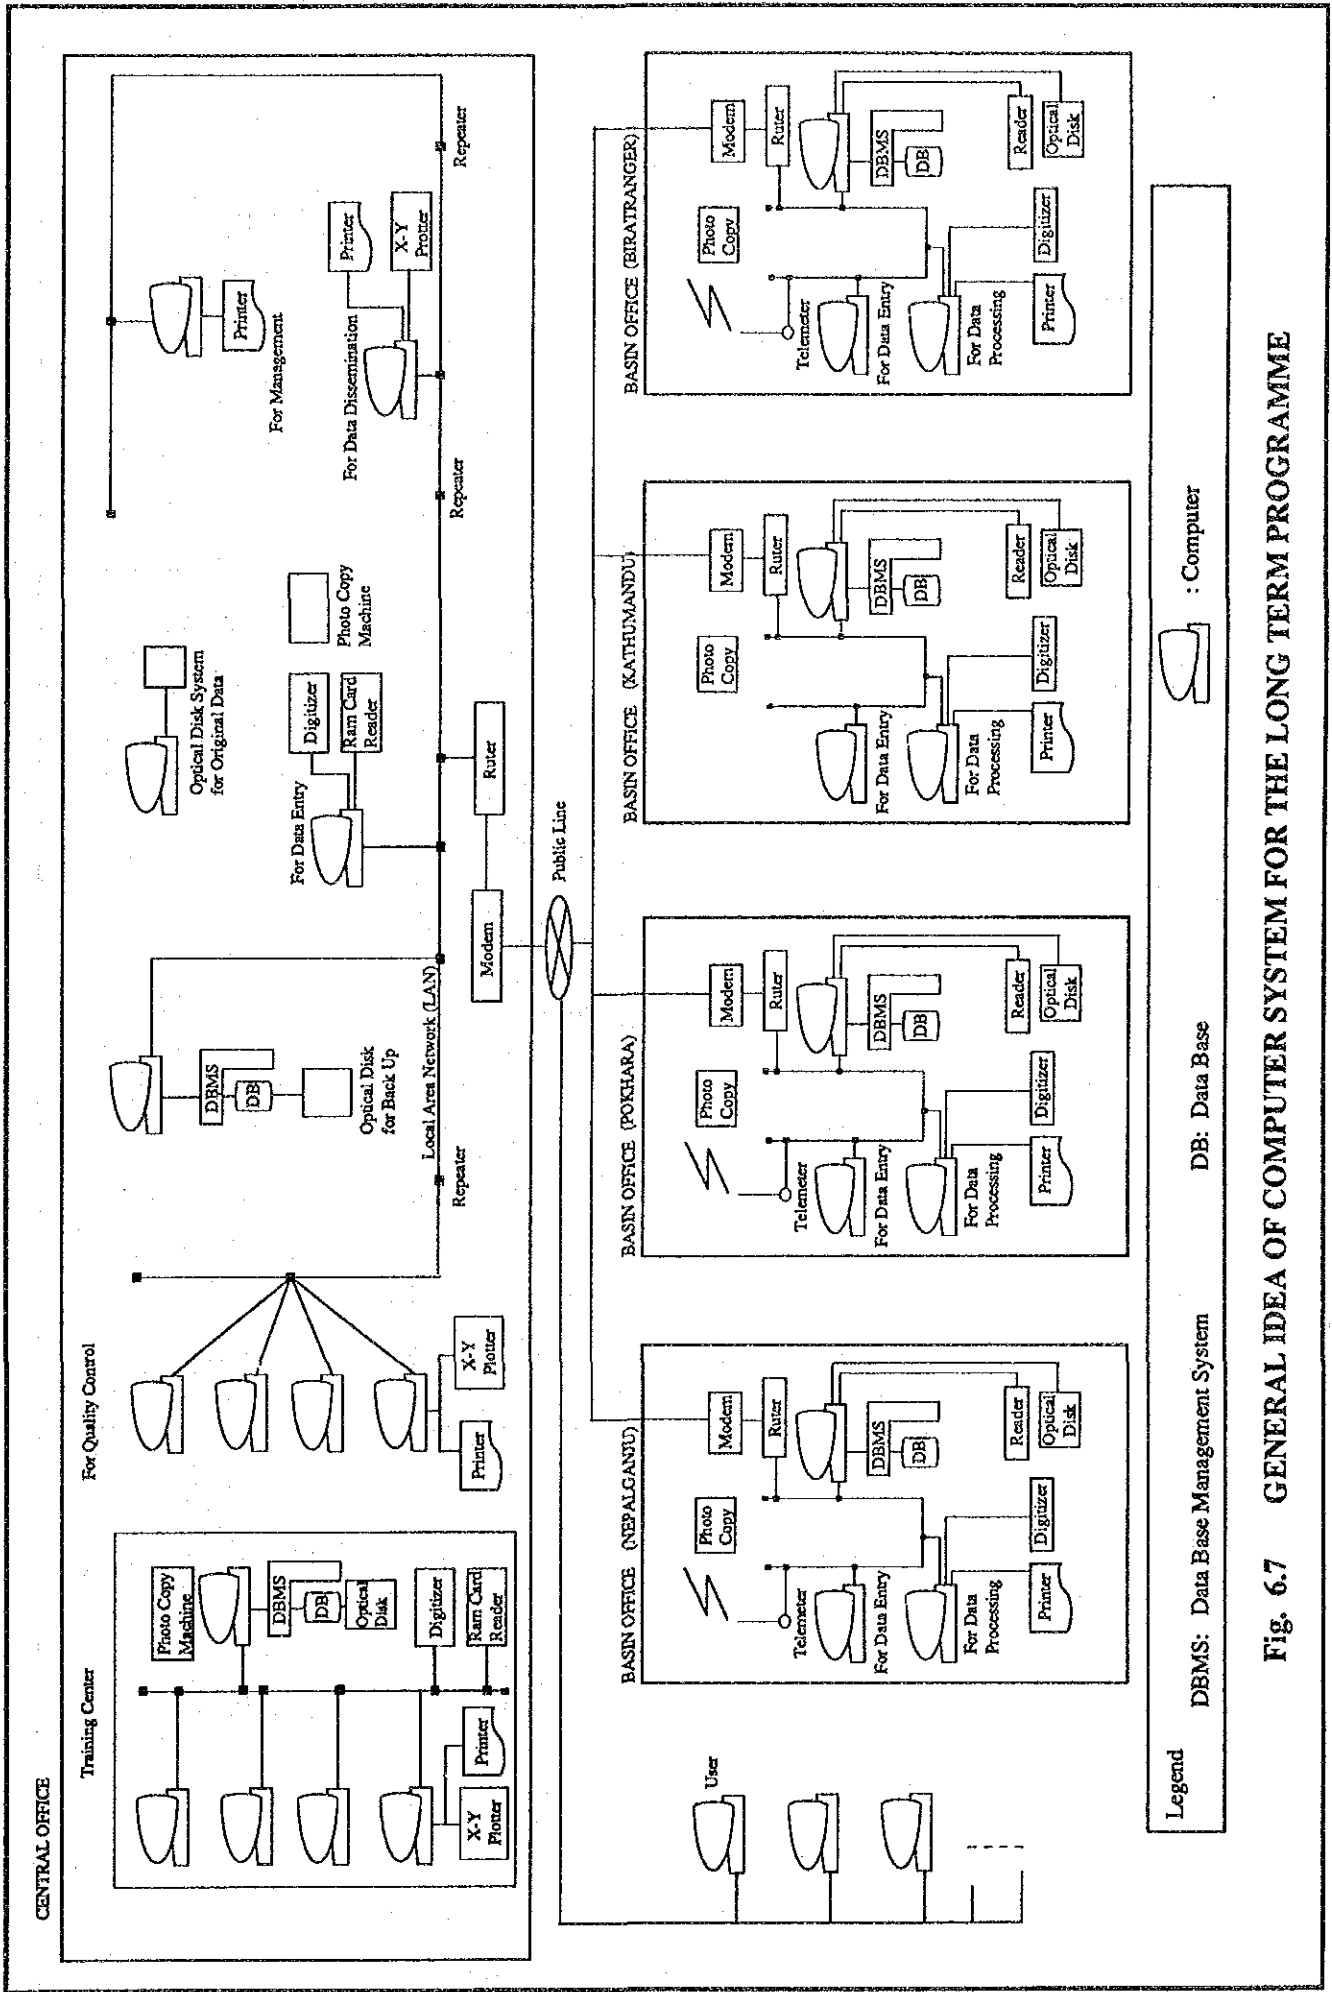 CENTRAL OFFICE
Training Center
Photo Copy
Machine
DBMS
DB
Optical
Disk
Digitizer
Ram Card
Reader
X-Y
Plotter
Printer
For Quality Control
Printer
X-Y
Plotter
DBMS
DB
Optical Disk
for Back Up
Local Area Network (LAN)
Repeater
Optical Disk System
for Original Data
For Data Entry
Digitizer
Ram Card
Reader
Photo Copy
Machine
Modem
Ruter
Repeater
Printer
For Management
For Data Dissemination
Printer
X-Y
Protter
Repeater
Public Line
User
BASIN OFFICE (NEPALGANJU)
Telemeter
Photo
Copy
Modem
Ruter
For Data Entry
DBMS
DB
For Data
Processing
Printer
Digitizer
Reader
Optical
Disk
BASIN OFFICE (POKHARA)
Telemeter
Photo
Copy
Modem
Ruter
For Data Entry
DBMS
DB
For Data
Processing
Printer
Digitizer
Reader
Optical
Disk
BASIN OFFICE (KATHUMANDU)
Photo
Copy
Modem
Ruter
For Data Entry
DBMS
DB
For Data
Processing
Printer
Digitizer
Reader
Optical
Disk
BASIN OFFICE (BIRATRANGER)
Telemeter
Photo
Copy
Modem
Ruter
For Data Entry
DBMS
DB
For Data
Processing
Printer
Digitizer
Reader
Optical
Disk
Legend
DBMS: Data Base Management System
DB: Data Base
: Computer
Fig. 6.7 GENERAL IDEA OF COMPUTER SYSTEM FOR THE LONG TERM PROGRAMME